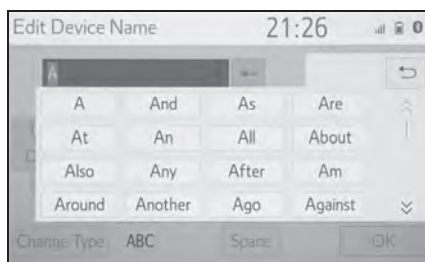 Edit Device Name 21:26
A
A And As Are
At An All About
Also Any After Am
Around Another Ago Against
Change Type ABC Space OK